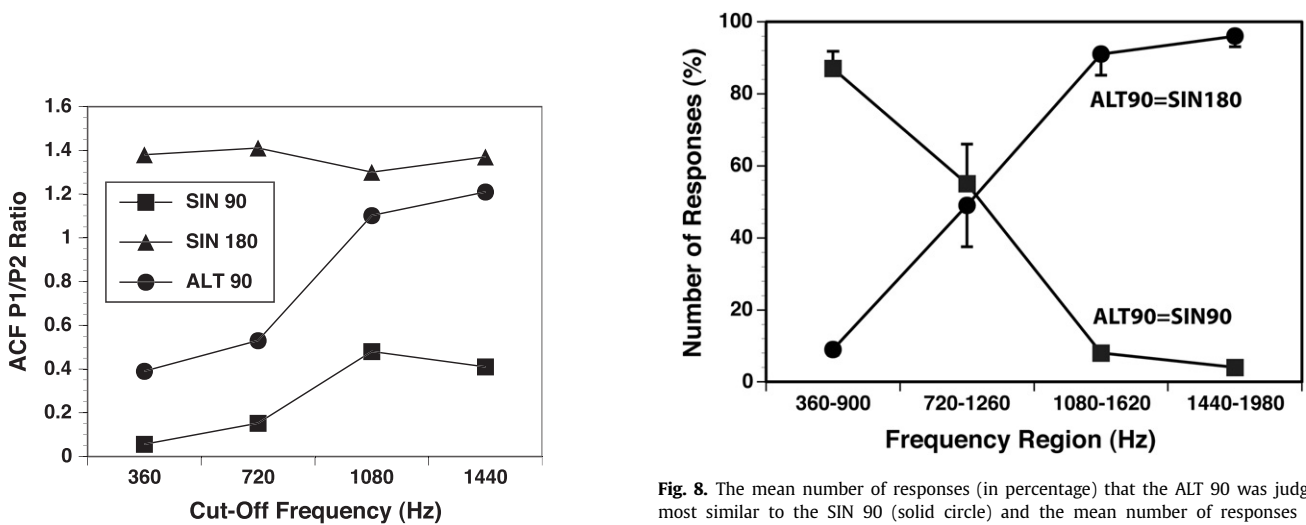 1.6
1.4
1.2
1
0.8
0.6
0.4
0.2
0
ACF P1/P2 Ratio
SIN 90
SIN 180
ALT 90
360 720 1080 1440
Cut-Off Frequency (Hz)
100
80
60
40
20
0
Number of Responses (%)
ALT90=SIN180
ALT90=SIN90
360-900 720-1260 1080-1620 1440-1980
Frequency Region (Hz)
Fig. 8. The mean number of responses (in percentage) that the ALT 90 was judg
most similar to the SIN 90 (solid circle) and the mean number of responses